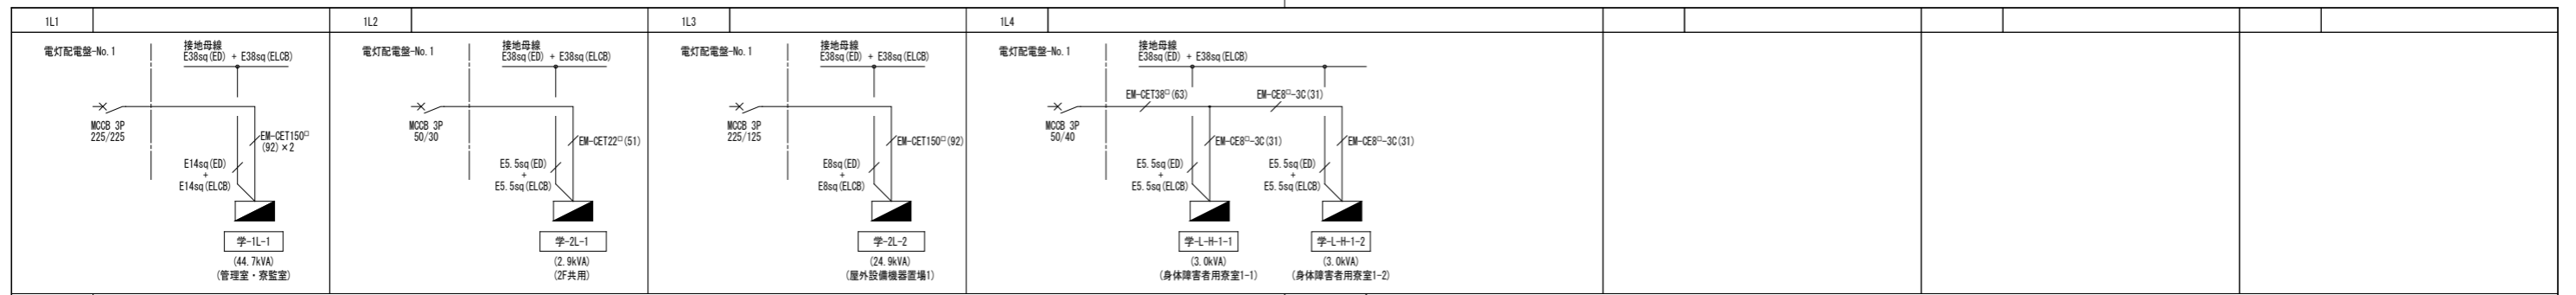 1L1
電灯配電盤-No.1
接地母線
E38sq(ED) + E38sq(ELCB)
MCCB 3P
225/225
EM-CET150□
(92)×2
E14sq(ED)
+
E14sq(ELCB)
学-1L-1
(44.7kVA)
(管理室・寮監室)
1L2
電灯配電盤-No.1
接地母線
E38sq(ED) + E38sq(ELCB)
MCCB 3P
50/30
EM-CET22□(51)
E5.5sq(ED)
+
E5.5sq(ELCB)
学-2L-1
(2.9kVA)
(2F共用)
1L3
電灯配電盤-No.1
接地母線
E38sq(ED) + E38sq(ELCB)
MCCB 3P
225/125
EM-CET150□(92)
E8sq(ED)
+
E8sq(ELCB)
学-2L-2
(24.9kVA)
(屋外設備機器置場1)
1L4
電灯配電盤-No.1
接地母線
E38sq(ED) + E38sq(ELCB)
EM-CET38□(63)
EM-CE8□-3C(31)
MCCB 3P
50/40
EM-CE8□-3C(31)
EM-CE8□-3C(31)
E5.5sq(ED)
+
E5.5sq(ELCB)
E5.5sq(ED)
+
E5.5sq(ELCB)
学-L-H-1-1
(3.0kVA)
(身体障害者用寮室1-1)
学-L-H-1-2
(3.0kVA)
(身体障害者用寮室1-2)